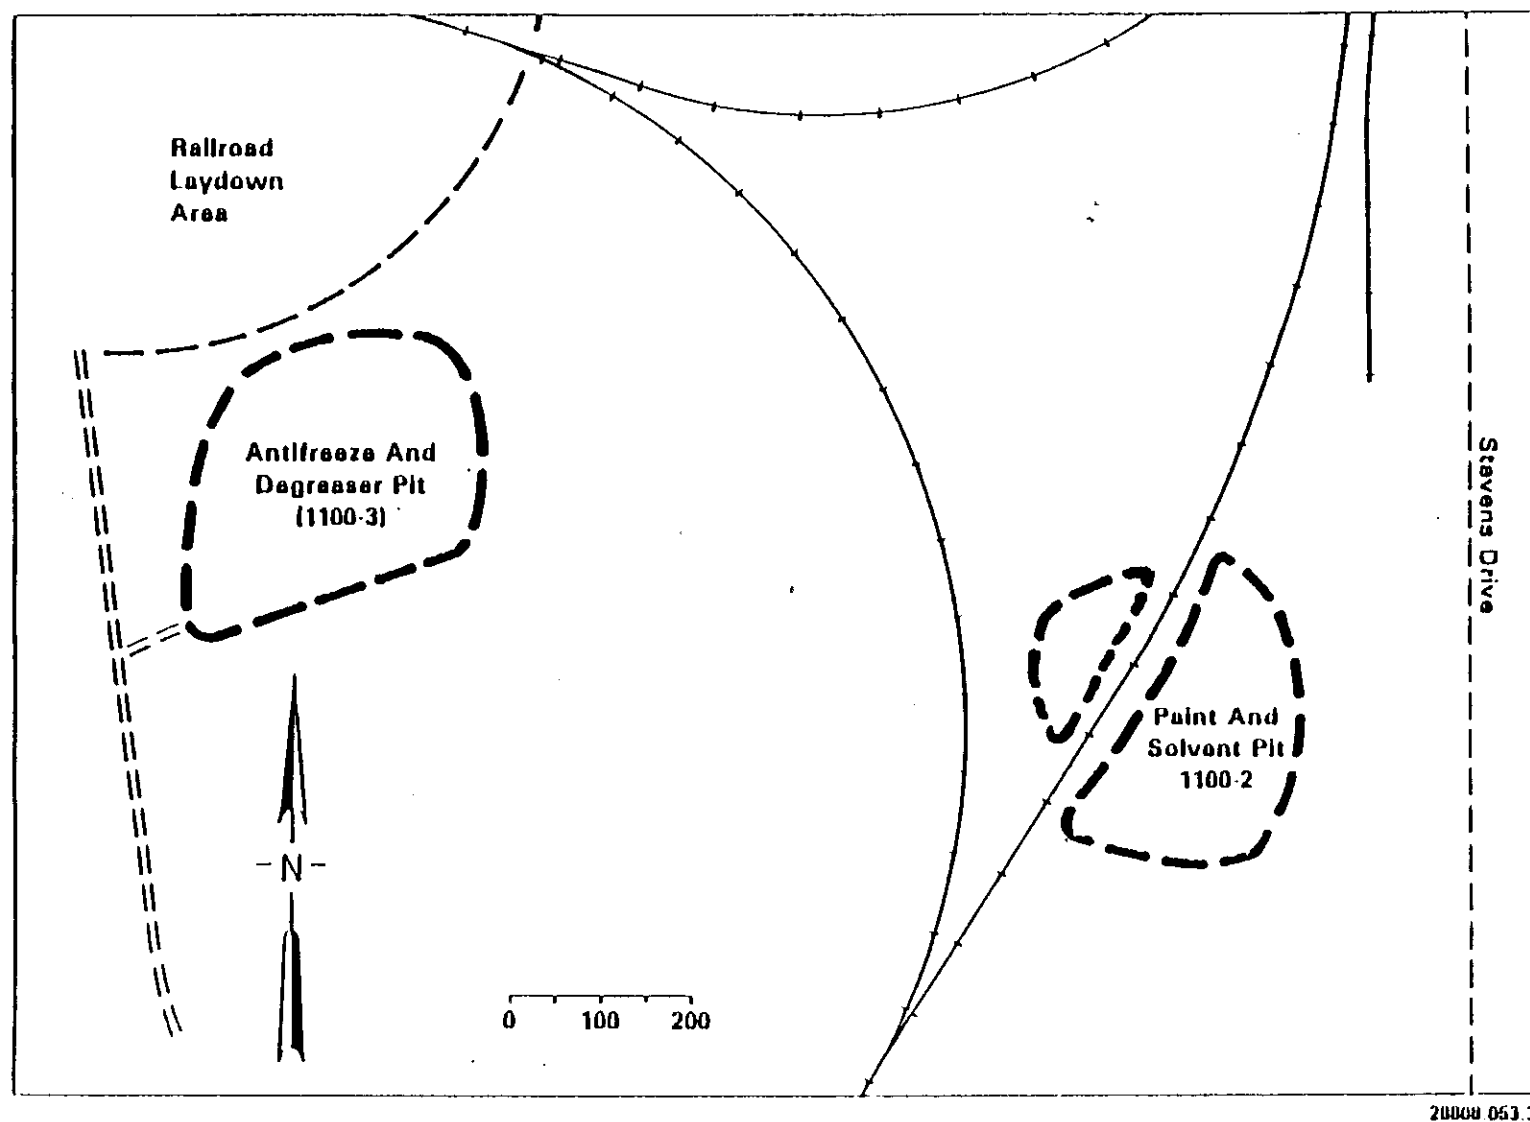 Railroad
Laydown
Area
Antifreeze And
Degreaser Pit
(1100-3)
Stevens Drive
Paint And
Solvent Pit
1100-2
-N-
0 100 200